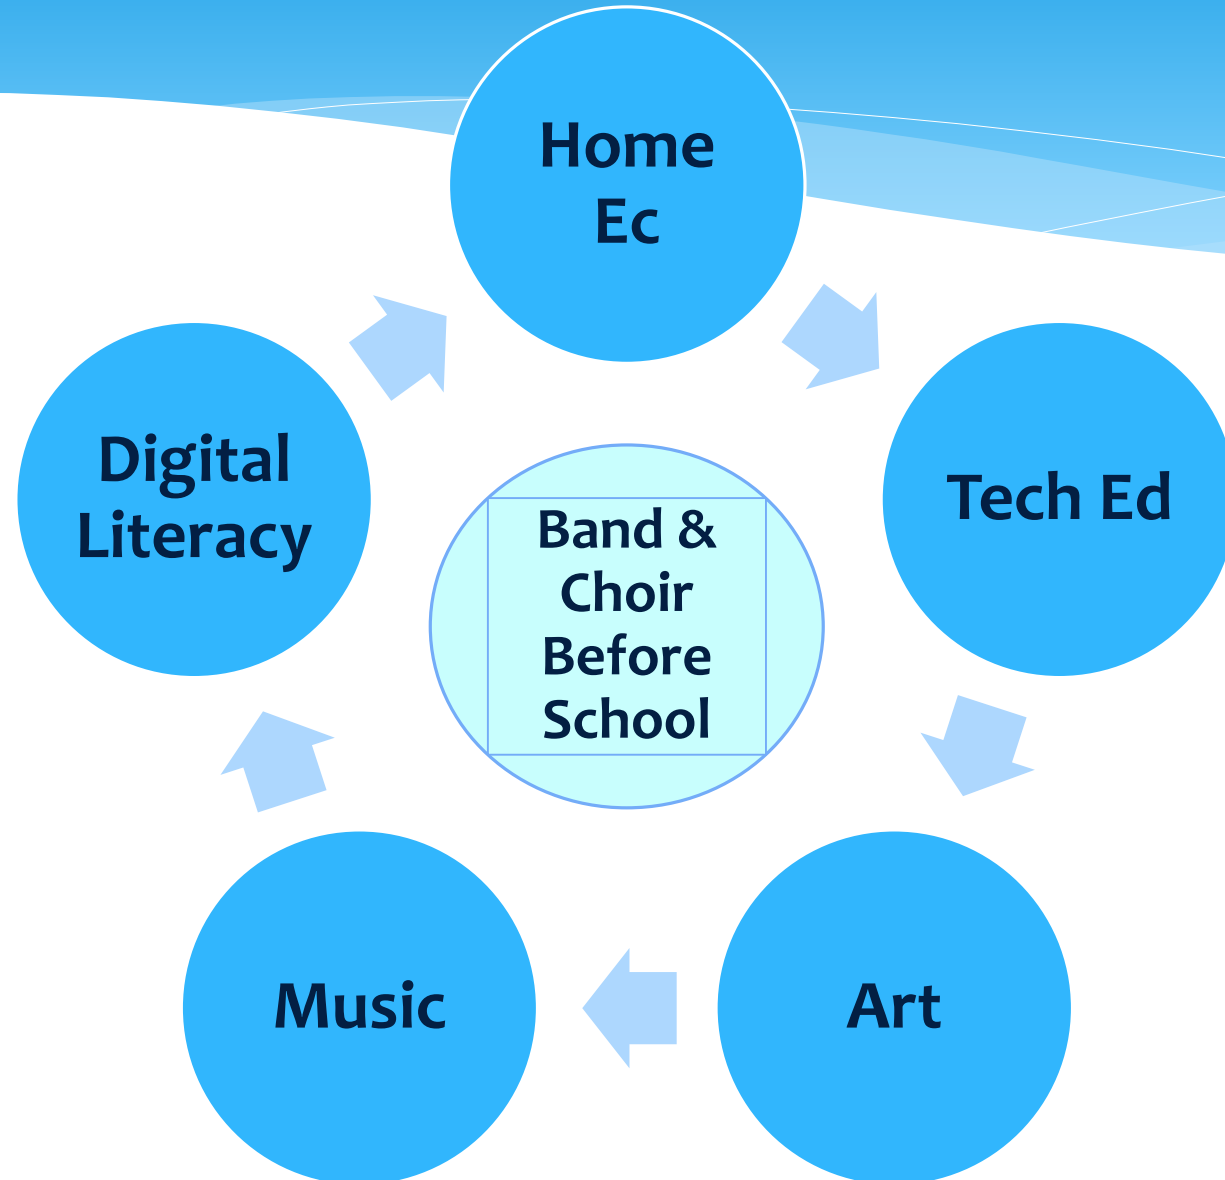 Home
Ec
Tech Ed
Art
Music
Digital
Literacy
Band &
Choir
Before
School